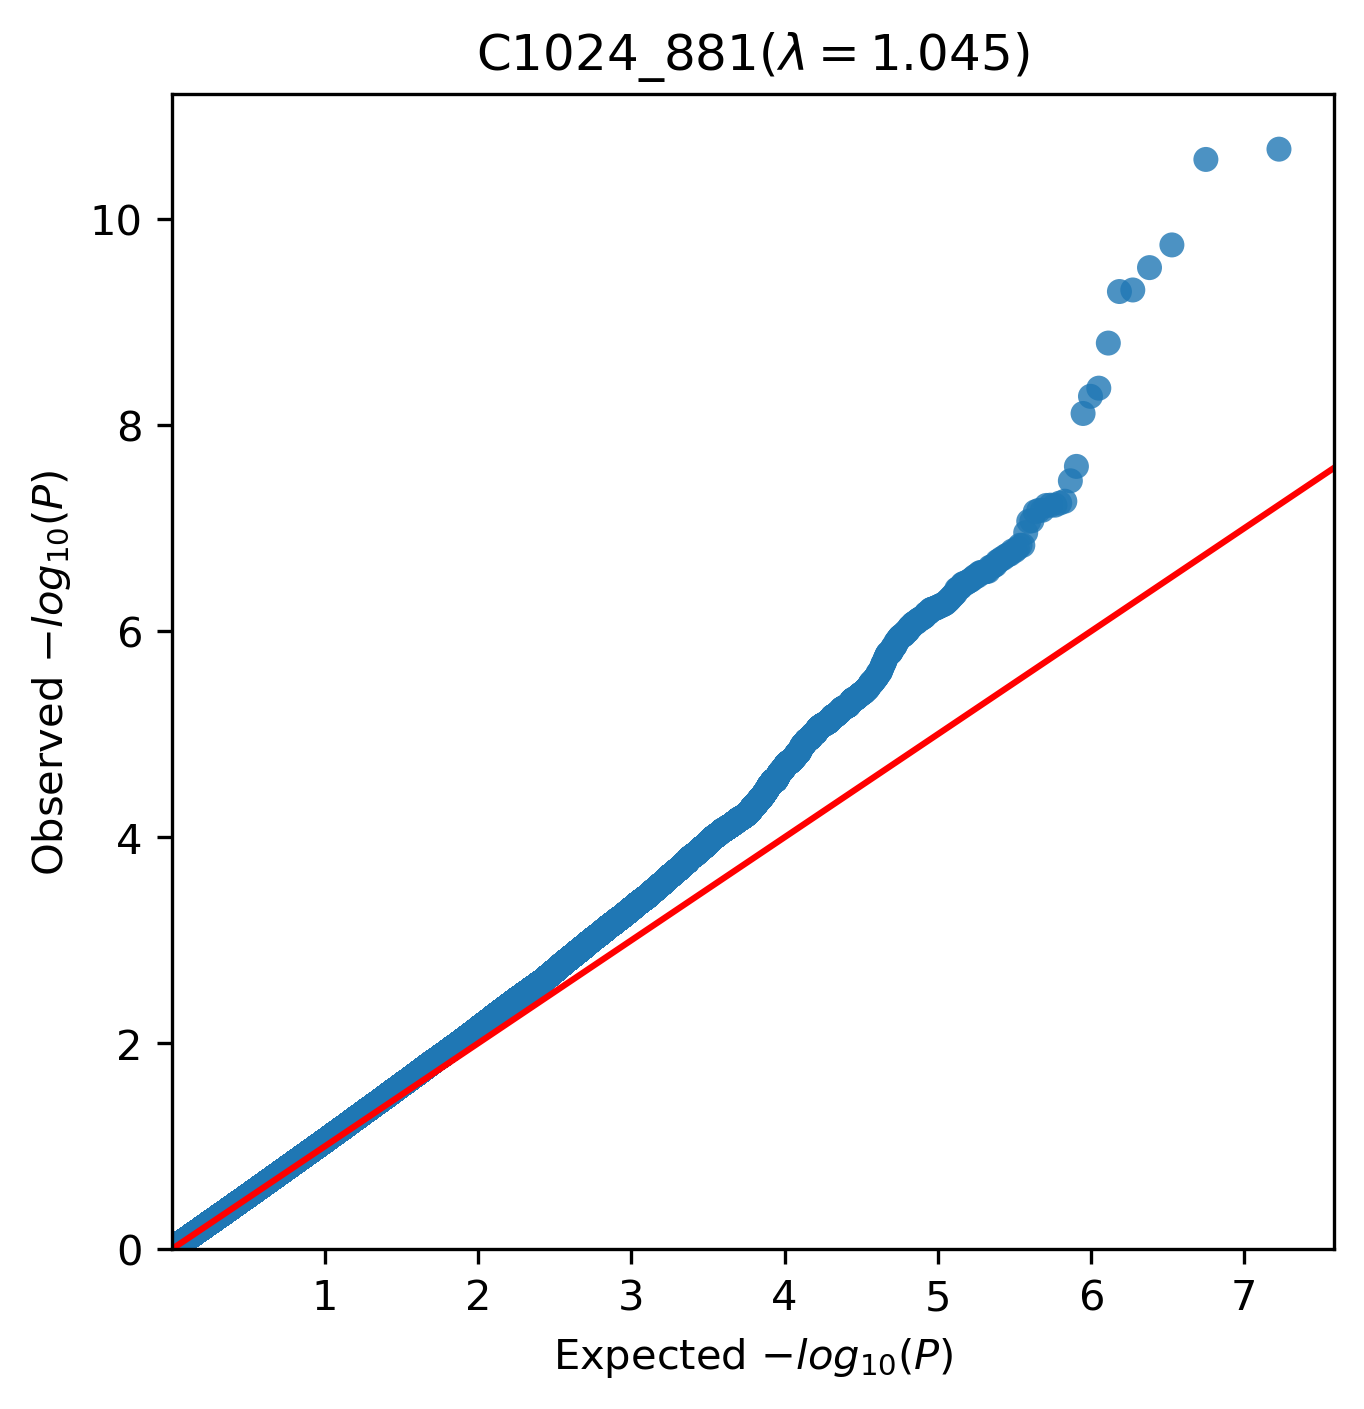 C1024_881(λ = 1.045)
Observed −log₁₀(P)
10
8
6
4
2
0
1 2 3 4 5 6 7
Expected −log₁₀(P)